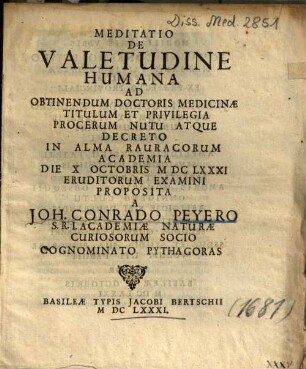 Diss. Med. 2851
MEDITATIO
DE
VALETUDINE
HUMANA
AD
OBTINENDUM DOCTORIS MEDICINÆ
TITULUM ET PRIVILEGIA
PROCERUM NUTU ATQUE
DECRETO
IN ALMA RAURACORUM
ACADEMIA
DIE X OCTOBRIS M DC LXXXI
ERUDITORUM EXAMINI
PROPOSITA
A
JOH. CONRADO PEYERO
S. R. I. ACADEMIÆ NATURÆ
CURIOSORUM SOCIO
COGNOMINATO PYTHAGORAS
BASILEÆ TYPIS JACOBI BERTSCHII
M DC LXXXI.
(1681)